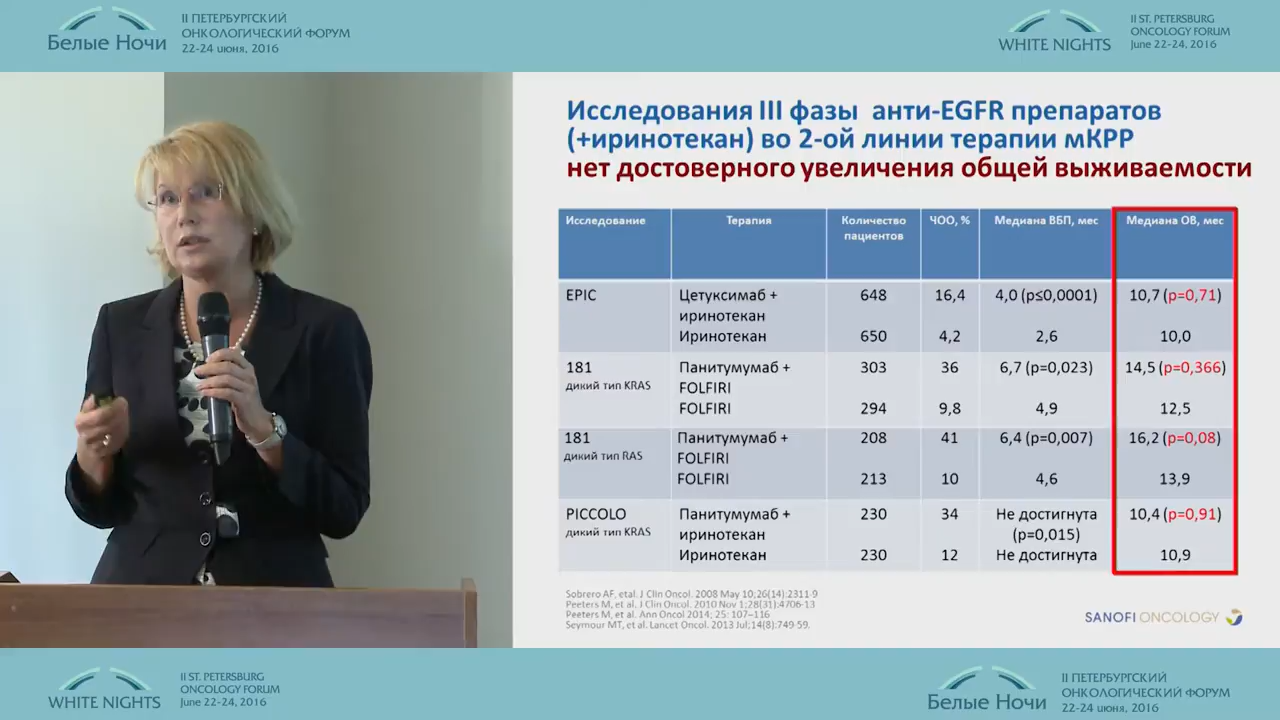 Белые Ночи
II ПЕТЕРБУРГСКИЙ
ОНКОЛОГИЧЕСКИЙ ФОРУМ
22-24 июня, 2016
WHITE NIGHTS
II ST. PETERSBURG
ONCOLOGY FORUM
June 22-24, 2016
Исследования III фазы анти-EGFR препаратов
(+иринотекан) во 2-ой линии терапии мКРР
нет достоверного увеличения общей выживаемости
Исследование Терапия Количество пациентов ЧОО, % Медиана ВБП, мес Медиана ОВ, мес
EPIC Цетуксимаб + иринотекан 648 16,4 4,0 (p≤0,0001) 10,7 (p=0,71)
Иринотекан 650 4,2 2,6 10,0
181 дикий тип KRAS Панитумумаб + FOLFIRI 303 36 6,7 (p=0,023) 14,5 (p=0,366)
FOLFIRI 294 9,8 4,9 12,5
181 дикий тип RAS Панитумумаб + FOLFIRI 208 41 6,4 (p=0,007) 16,2 (p=0,08)
FOLFIRI 213 10 4,6 13,9
PICCOLO дикий тип KRAS Панитумумаб + иринотекан 230 34 Не достигнута (p=0,015) 10,4 (p=0,91)
Иринотекан 230 12 Не достигнута 10,9
Sobrero AF, etal. J Clin Oncol. 2008 May 10;26(14):2311-9
Peeters M, et al. J Clin Oncol. 2010 Nov 1;28(31):4706-13
Peeters M, et al. Ann Oncol 2014; 25: 107–116
Seymour MT, et al. Lancet Oncol. 2013 Jul;14(8):749-59.
SANOFI ONCOLOGY
WHITE NIGHTS
II ST. PETERSBURG
ONCOLOGY FORUM
June 22-24, 2016
Белые Ночи
II ПЕТЕРБУРГСКИЙ
ОНКОЛОГИЧЕСКИЙ ФОРУМ
22-24 июня, 2016